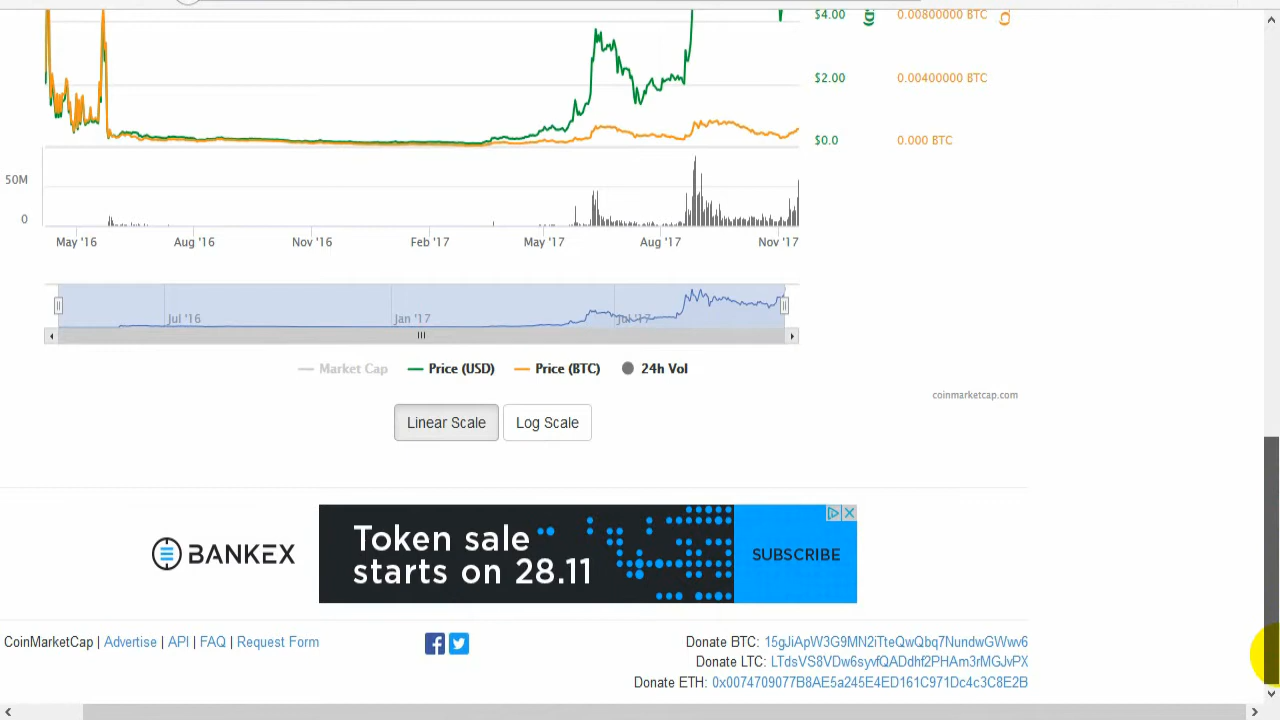 $4.00 0.00800000 BTC
D) C)
$2.00 0.00400000 BTC
$0.0 0.000 BTC
50M
0
May '16 Aug '16 Nov '16 Feb '17 May '17 Aug '17 Nov '17
Jul '16 Jan '17 Jul '17
Market Cap Price (USD) Price (BTC) 24h Vol
coinmarketcap.com
Linear Scale Log Scale
BANKEX
Token sale
starts on 28.11
SUBSCRIBE
CoinMarketCap | Advertise | API | FAQ | Request Form
Donate BTC: 15gJiApW3G9MN2iTteQwQbq7NundwGWwv6
Donate LTC: LTdsVS8VDw6syvfQADdhf2PHAm3rMGJvPX
Donate ETH: 0x0074709077B8AE5a245E4ED161C971Dc4c3C8E2B